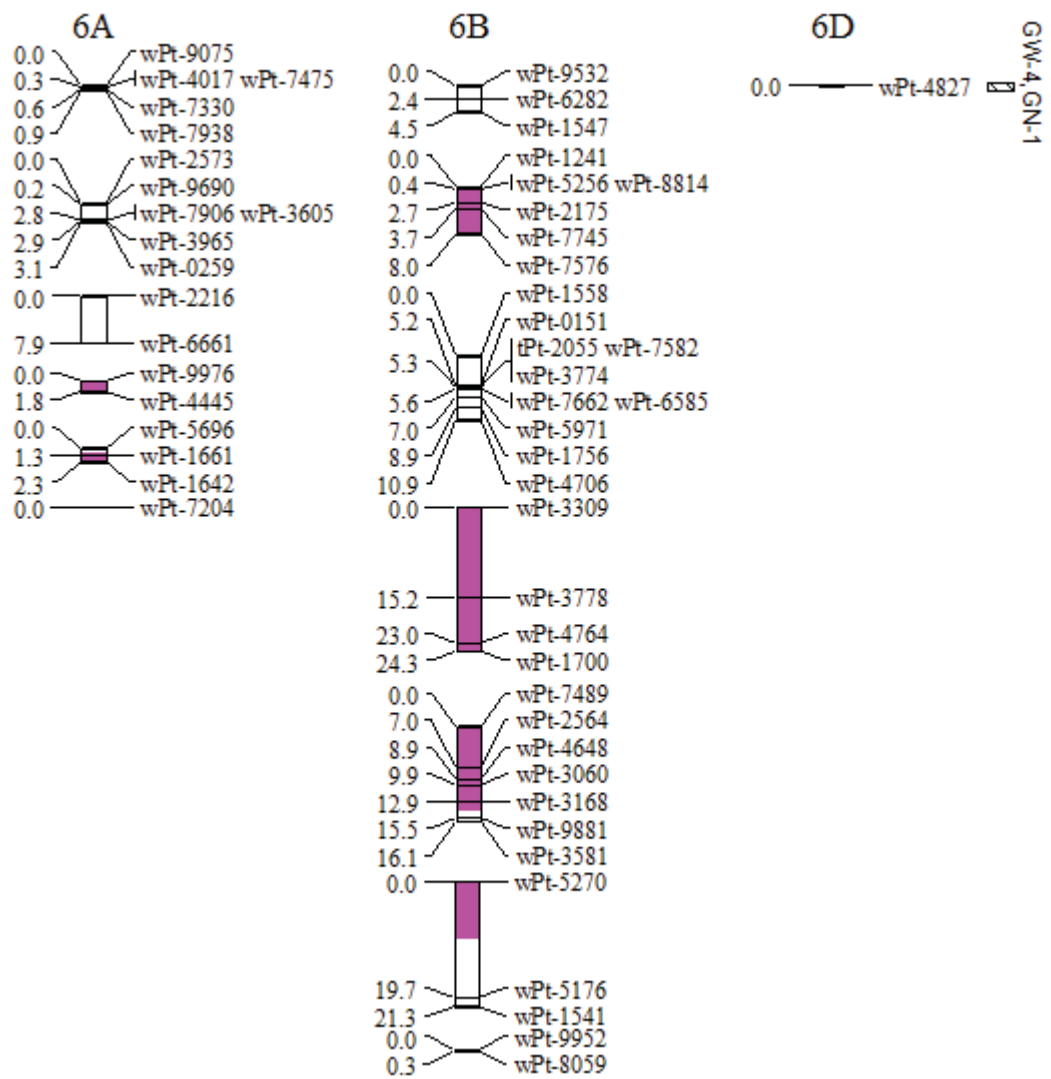 6A
0.0 wPt-9075
0.3 wPt-4017 wPt-7475
0.6 wPt-7330
0.9 wPt-7938
0.0 wPt-2573
0.2 wPt-9690
2.8 wPt-7906 wPt-3605
2.9 wPt-3965
3.1 wPt-0259
0.0 wPt-2216
7.9 wPt-6661
0.0 wPt-9976
1.8 wPt-4445
0.0 wPt-5696
1.3 wPt-1661
2.3 wPt-1642
0.0 wPt-7204
6B
0.0 wPt-9532
2.4 wPt-6282
4.5 wPt-1547
0.0 wPt-1241
0.4 wPt-5256 wPt-8814
2.7 wPt-2175
3.7 wPt-7745
8.0 wPt-7576
0.0 wPt-1558
5.2 wPt-0151
tPt-2055 wPt-7582
5.3 wPt-3774
5.6 wPt-7662 wPt-6585
7.0 wPt-5971
8.9 wPt-1756
10.9 wPt-4706
0.0 wPt-3309
15.2 wPt-3778
23.0 wPt-4764
24.3 wPt-1700
0.0 wPt-7489
7.0 wPt-2564
8.9 wPt-4648
9.9 wPt-3060
12.9 wPt-3168
15.5 wPt-9881
16.1 wPt-3581
0.0 wPt-5270
19.7 wPt-5176
21.3 wPt-1541
0.0 wPt-9952
0.3 wPt-8059
6D
0.0 wPt-4827
GW-4, GN-1